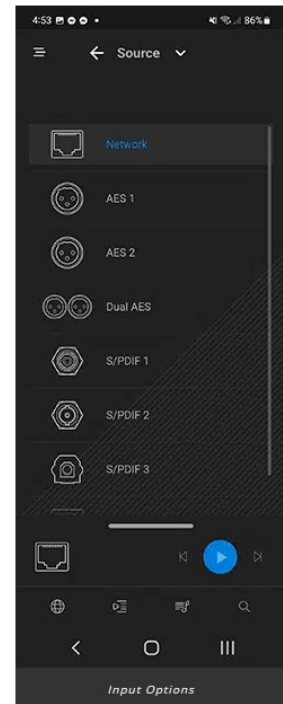 4:53 86%
Source
Network
AES 1
AES 2
Dual AES
S/PDIF 1
S/PDIF 2
S/PDIF 3
Input Options